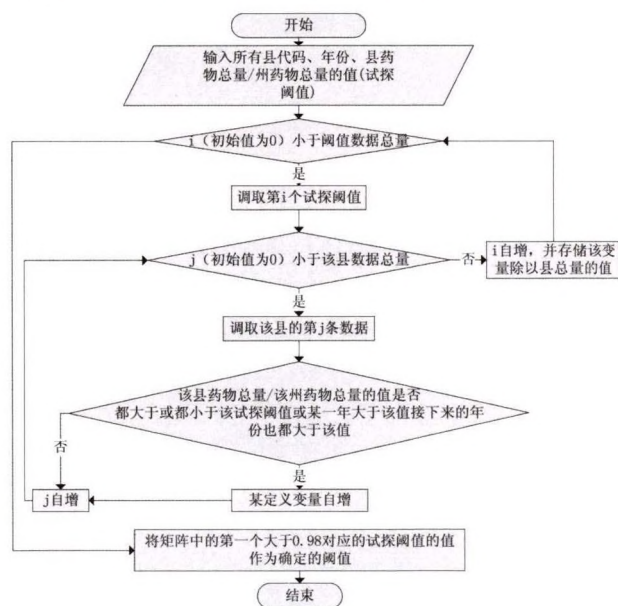 开始
输入所有县代码、年份、县药
物总量/州药物总量的值(试探
阈值)
i（初始值为0）小于阈值数据总量
是
调取第i个试探阈值
j（初始值为0）小于该县数据总量
否
i自增，并存储该变
量除以县总量的值
是
调取该县的第j条数据
该县药物总量/该州药物总量的值是否
都大于或都小于该试探阈值或某一年大于该值接下来的年
份也都大于该值
否
是
j自增
某定义变量自增
将矩阵中的第一个大于0.98对应的试探阈值的值
作为确定的阈值
结束